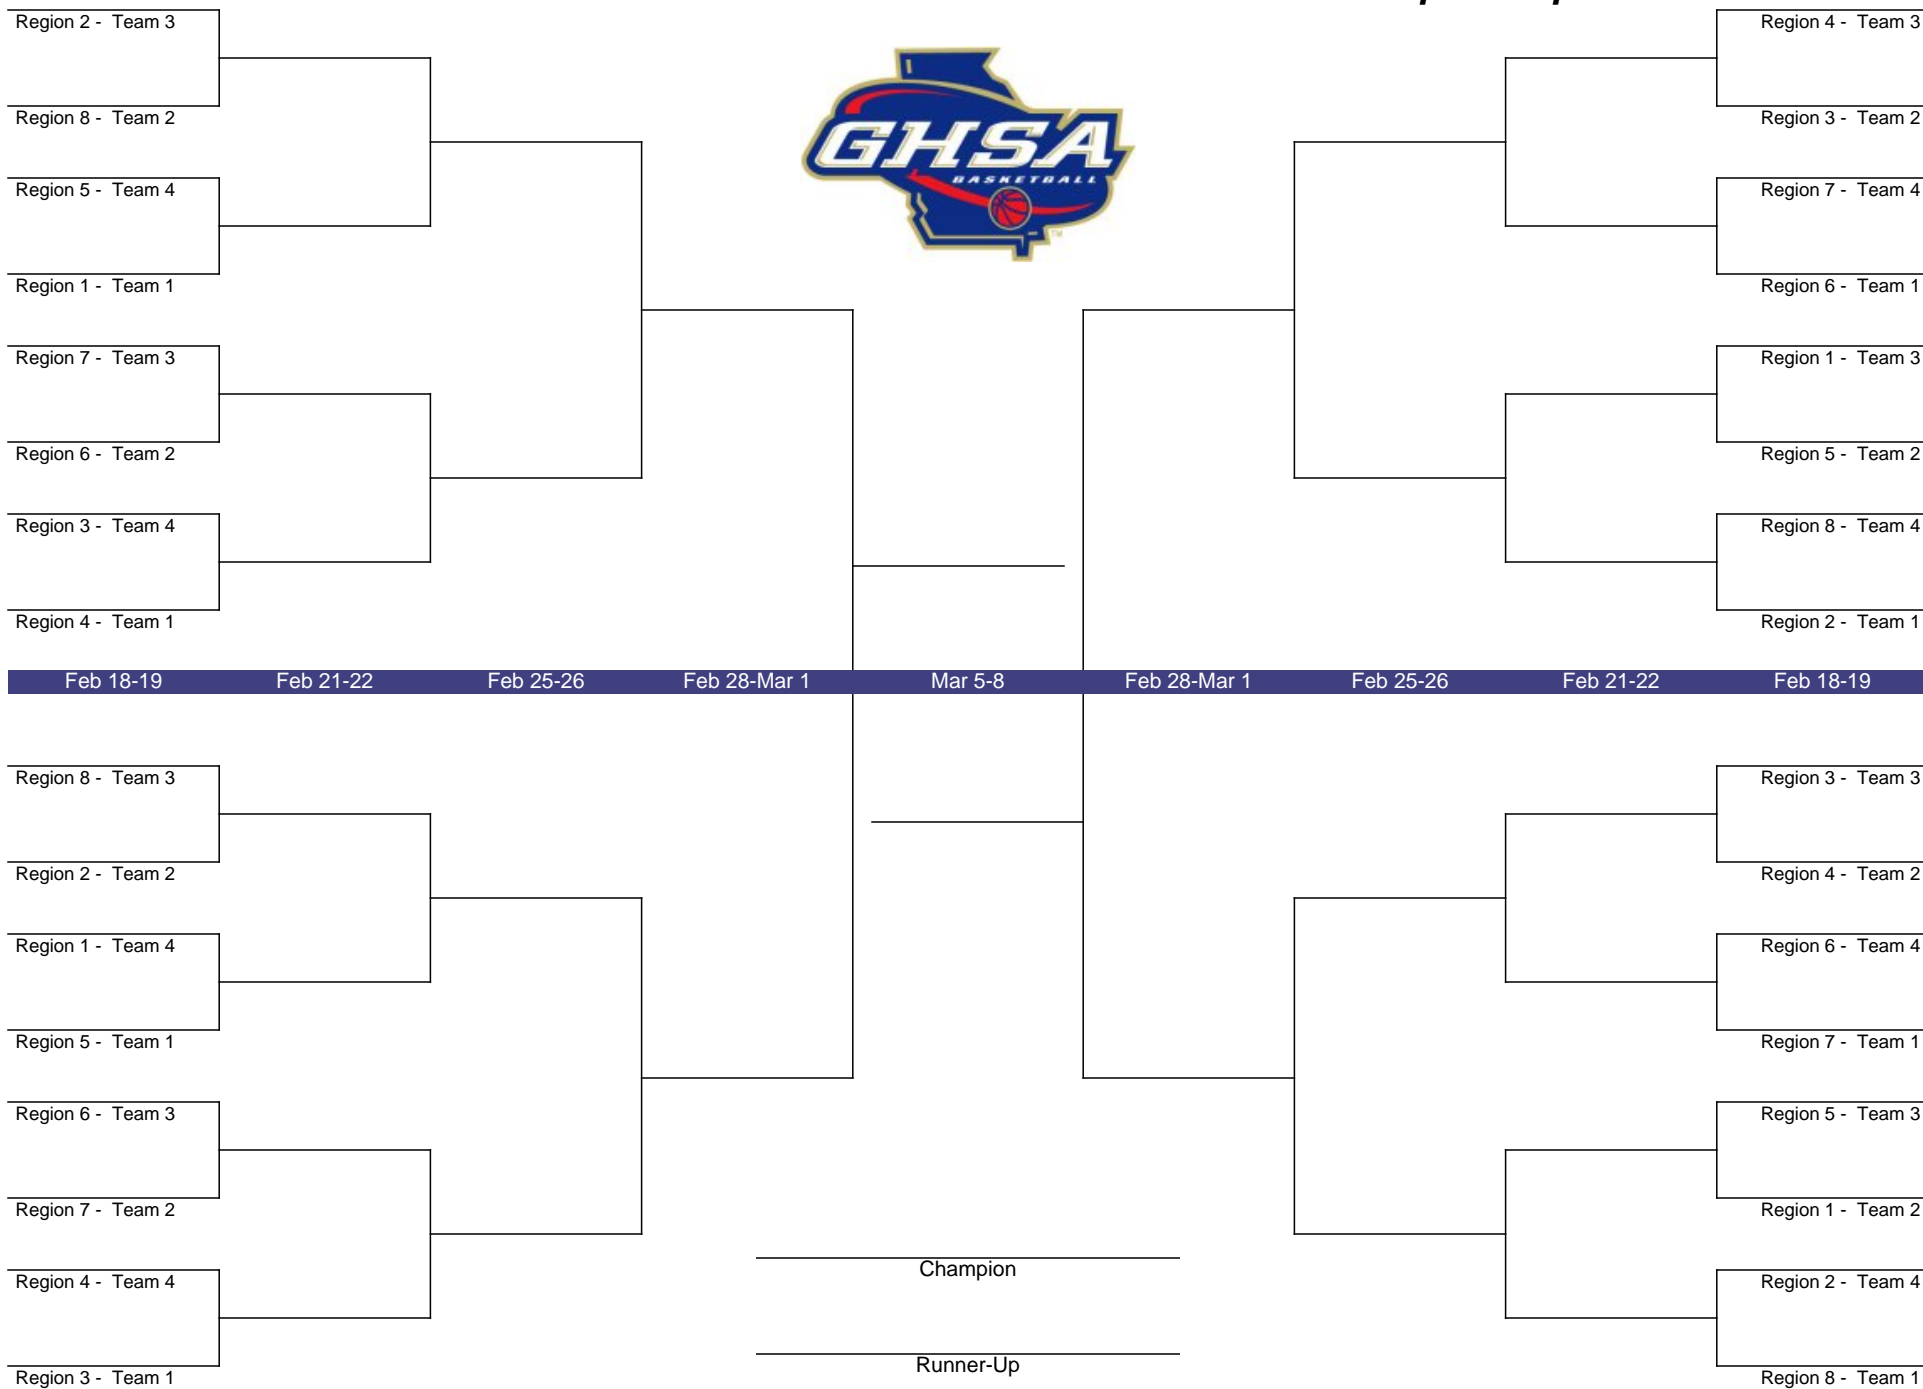 Region 2 - Team 3
Region 8 - Team 2
Region 5 - Team 4
Region 1 - Team 1
Region 7 - Team 3
Region 6 - Team 2
Region 3 - Team 4
Region 4 - Team 1
GHSA
BASKETBALL
TM
Region 4 - Team 3
Region 3 - Team 2
Region 7 - Team 4
Region 6 - Team 1
Region 1 - Team 3
Region 5 - Team 2
Region 8 - Team 4
Region 2 - Team 1
Feb 18-19 Feb 21-22 Feb 25-26 Feb 28-Mar 1 Mar 5-8 Feb 28-Mar 1 Feb 25-26 Feb 21-22 Feb 18-19
Region 8 - Team 3
Region 2 - Team 2
Region 1 - Team 4
Region 5 - Team 1
Region 6 - Team 3
Region 7 - Team 2
Region 4 - Team 4
Region 3 - Team 1
Champion
Runner-Up
Region 3 - Team 3
Region 4 - Team 2
Region 6 - Team 4
Region 7 - Team 1
Region 5 - Team 3
Region 1 - Team 2
Region 2 - Team 4
Region 8 - Team 1